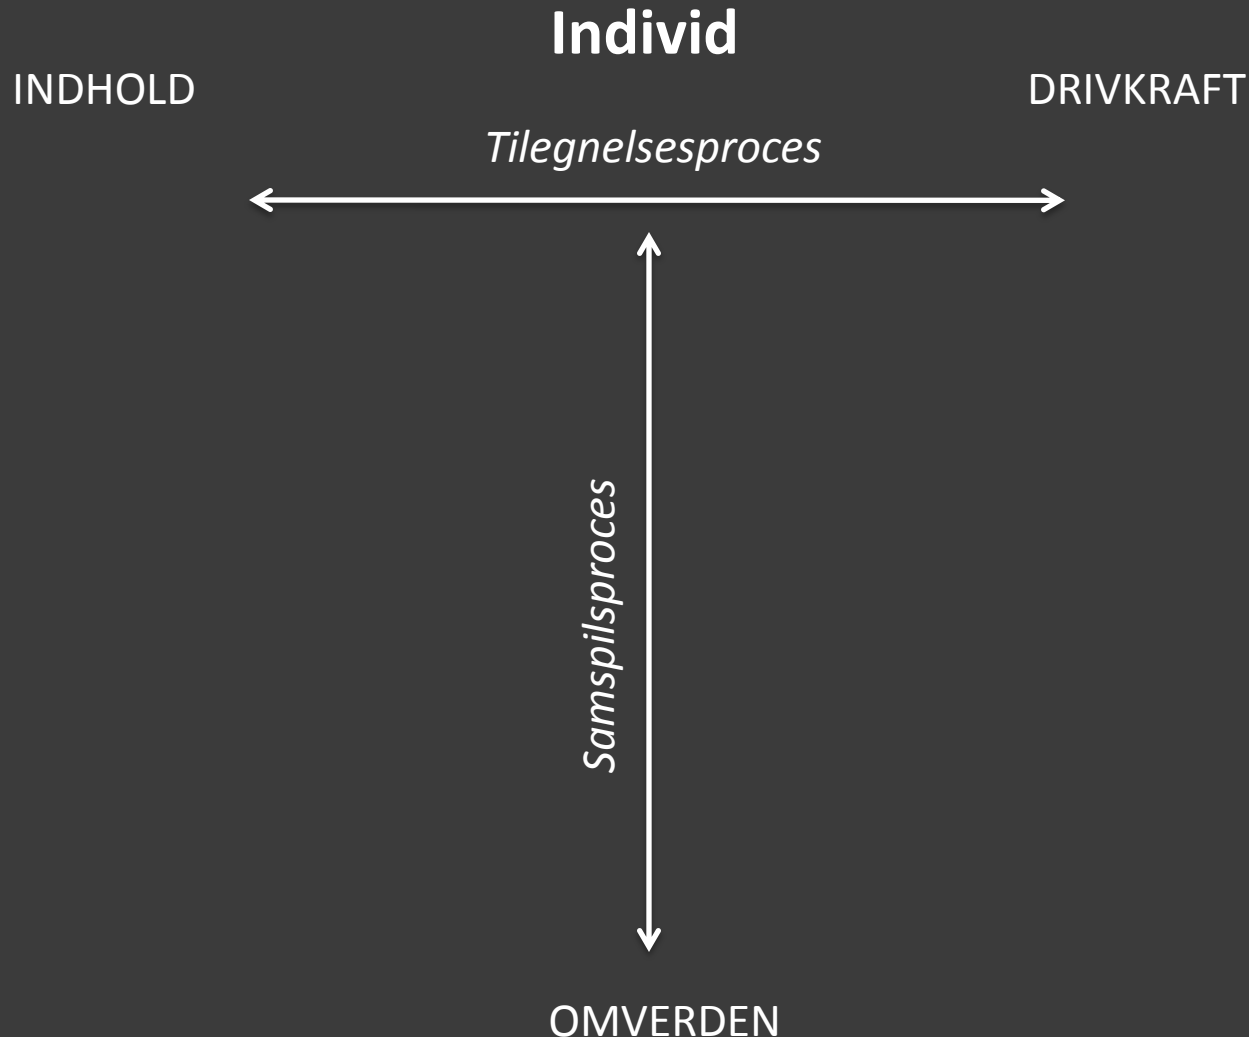 Individ
INDHOLD
DRIVKRAFT
Tilegnelsesproces
Samspilsproces
OMVERDEN